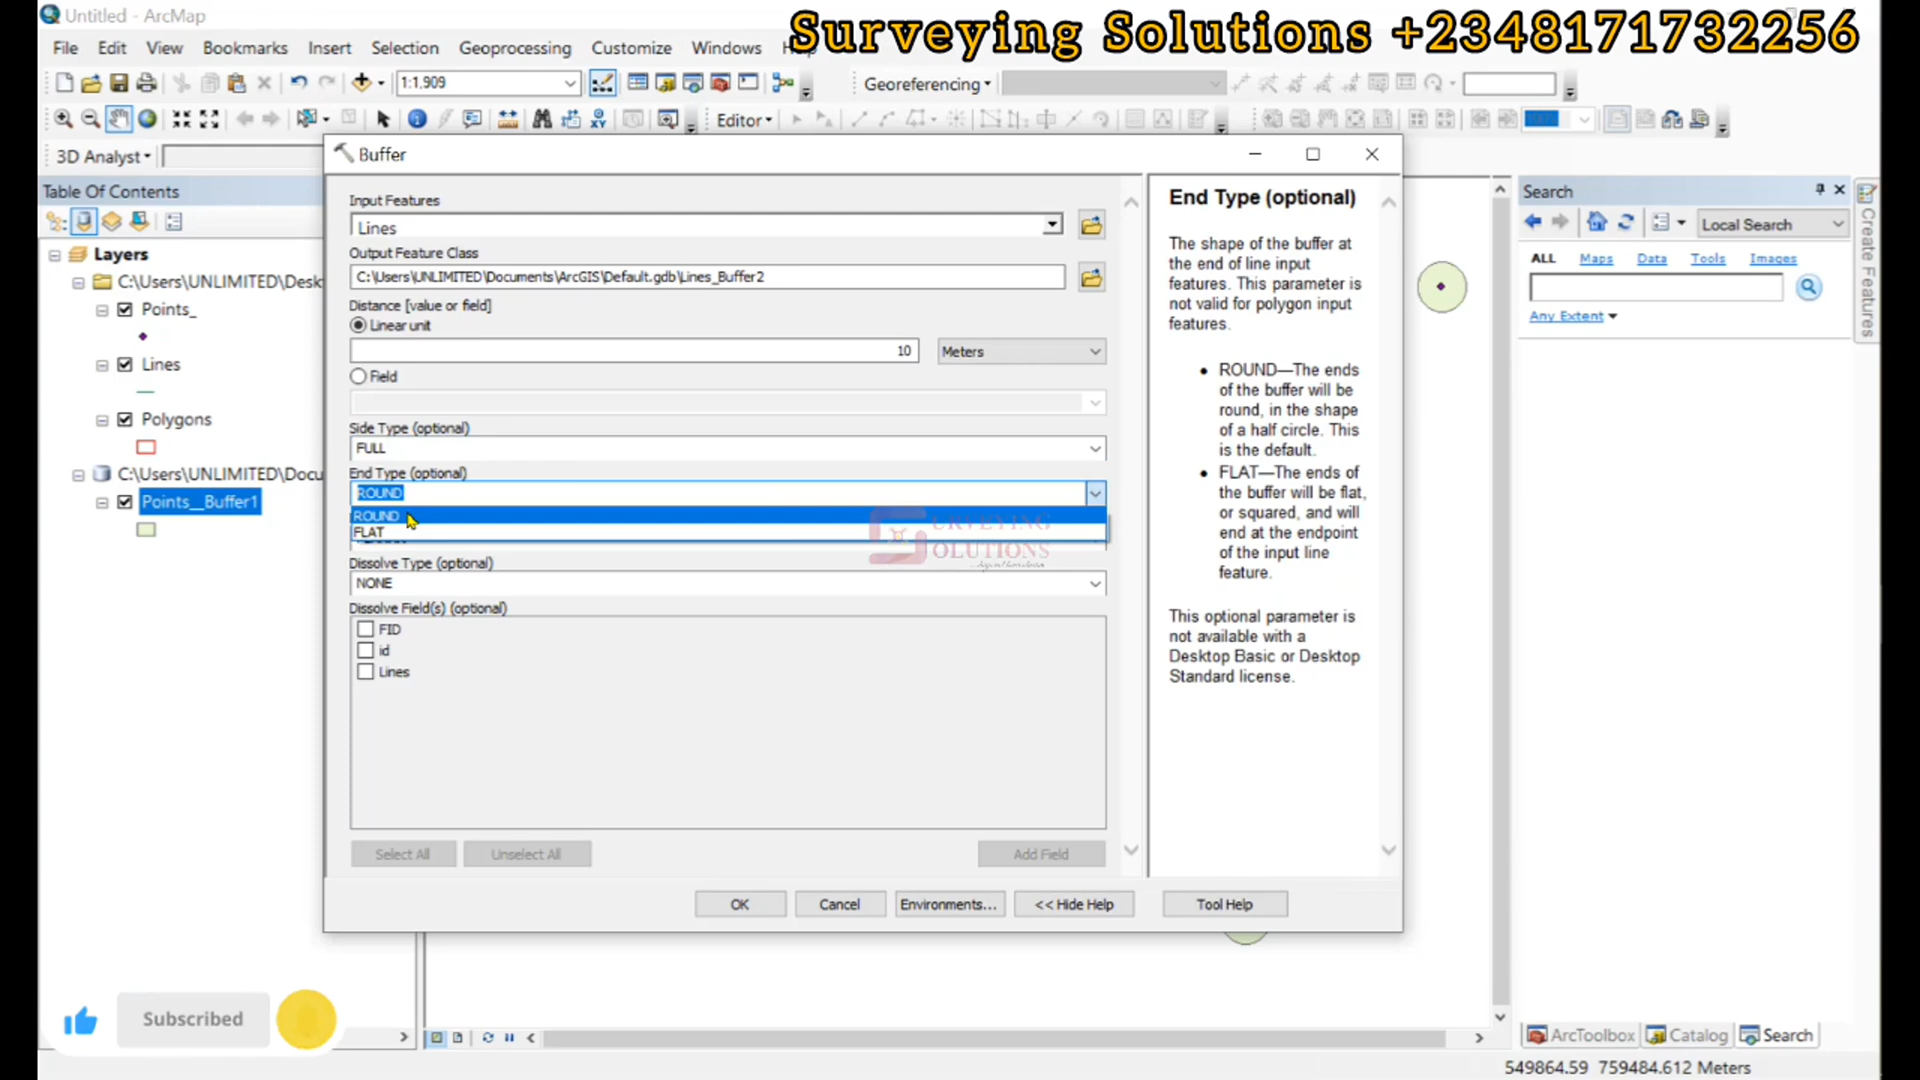 Untitled - ArcMap
Surveying Solutions +2348171732256
File Edit View Bookmarks Insert Selection Geoprocessing Customize Windows Help
1:1,909
Georeferencing
Editor
3D Analyst
Buffer
Table Of Contents
Layers
C:\Users\UNLIMITED\Desk
Points_
Lines
Polygons
C:\Users\UNLIMITED\Docu
Points__Buffer1
Input Features
Lines
Output Feature Class
C:\Users\UNLIMITED\Documents\ArcGIS\Default.gdb\Lines_Buffer2
Distance [value or field]
Linear unit
10 Meters
Field
Side Type (optional)
FULL
End Type (optional)
ROUND
ROUND
FLAT
SURVEYING
SOLUTIONS
Dissolve Type (optional)
NONE
Dissolve Field(s) (optional)
FID
id
Lines
Select All Unselect All Add Field
OK Cancel Environments... << Hide Help Tool Help
End Type (optional)
The shape of the buffer at
the end of line input
features. This parameter is
not valid for polygon input
features.
• ROUND—The ends
of the buffer will be
round, in the shape
of a half circle. This
is the default.
• FLAT—The ends of
the buffer will be flat,
or squared, and will
end at the endpoint
of the input line
feature.
This optional parameter is
not available with a
Desktop Basic or Desktop
Standard license.
Search
Local Search
ALL Maps Data Tools Images
Any Extent
Create Features
Subscribed
ArcToolbox Catalog Search
549864.59 759484.612 Meters